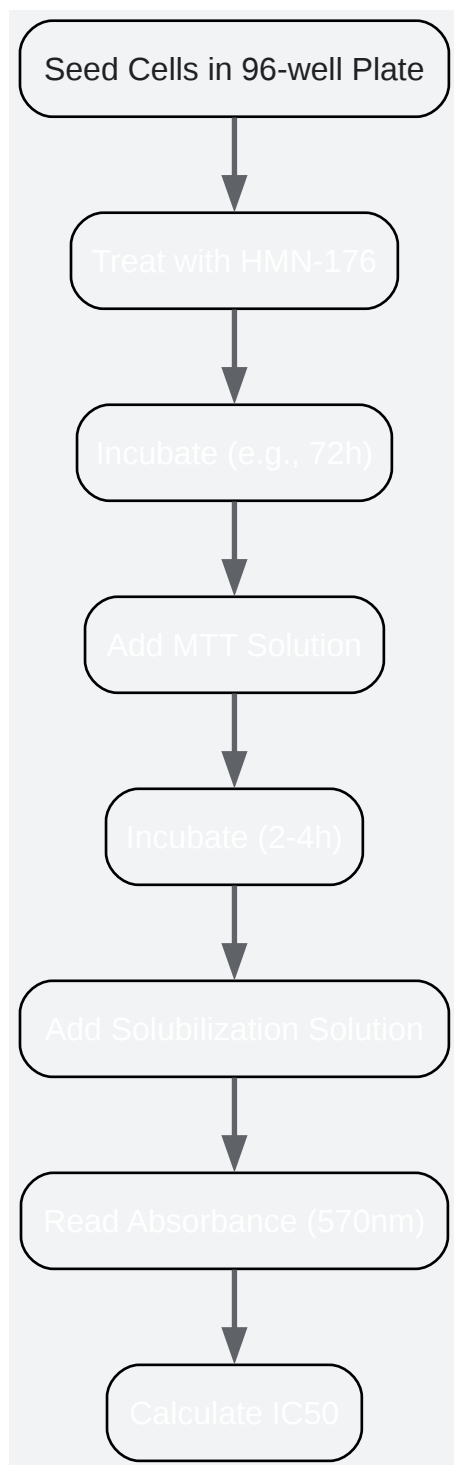 Seed Cells in 96-well Plate
Treat with HMN-176
Incubate (e.g., 72h)
Add MTT Solution
Incubate (2-4h)
Add Solubilization Solution
Read Absorbance (570nm)
Calculate IC50